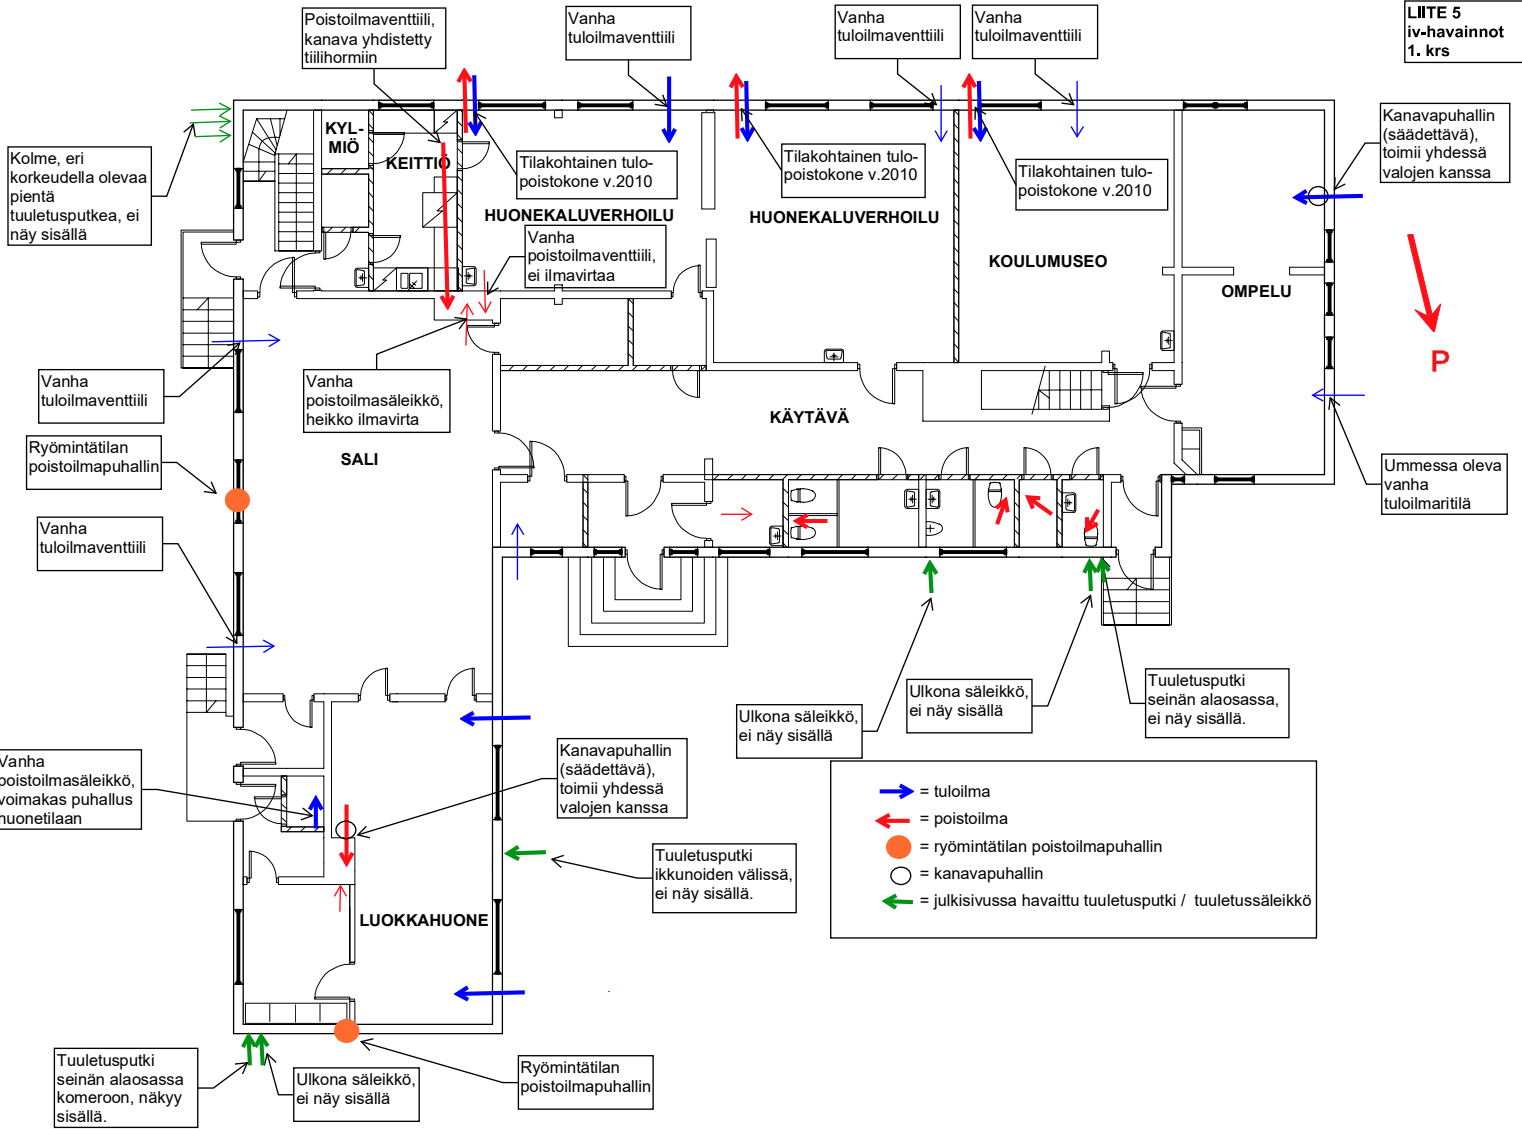 LIITE 5
iv-havainnot
1. krs
Poistoilmaventtiili,
kanava yhdistetty
tiilihormiin
Vanha
tuloilmaventtiili
Vanha
tuloilmaventtiili
Vanha
tuloilmaventtiili
Kanavapuhallin
(säädettävä),
toimii yhdessä
valojen kanssa
Kolme, eri
korkeudella olevaa
pientä
tuuletusputkea, ei
näy sisällä
KYL-
MIÖ
KEITTIÖ
Tilakohtainen tulo-
poistokone v.2010
Tilakohtainen tulo-
poistokone v.2010
Tilakohtainen tulo-
poistokone v.2010
HUONEKALUVERHOILU
HUONEKALUVERHOILU
KOULUMUSEO
OMPELU
Vanha
poistoilmaventtiili,
ei ilmavirtaa
P
Vanha
tuloilmaventtiili
Vanha
poistoilmasäleikkö,
heikko ilmavirta
KÄYTÄVÄ
SALI
Ryömintätilan
poistoilmapuhallin
Ummessa oleva
vanha
tuloilmaritilä
Vanha
tuloilmaventtiili
Ulkona säleikkö,
ei näy sisällä
Ulkona säleikkö,
ei näy sisällä
Tuuletusputki
seinän alaosassa,
ei näy sisällä.
Vanha
poistoilmasäleikkö,
voimakas puhallus
huonetilaan
Kanavapuhallin
(säädettävä),
toimii yhdessä
valojen kanssa
Tuuletusputki
ikkunoiden välissä,
ei näy sisällä.
= tuloilma
= poistoilma
= ryömintätilan poistoilmapuhallin
= kanavapuhallin
= julkisivussa havaittu tuuletusputki / tuuletussäleikkö
LUOKKAHUONE
Tuuletusputki
seinän alaosassa
komeroon, näkyy
sisällä.
Ulkona säleikkö,
ei näy sisällä
Ryömintätilan
poistoilmapuhallin